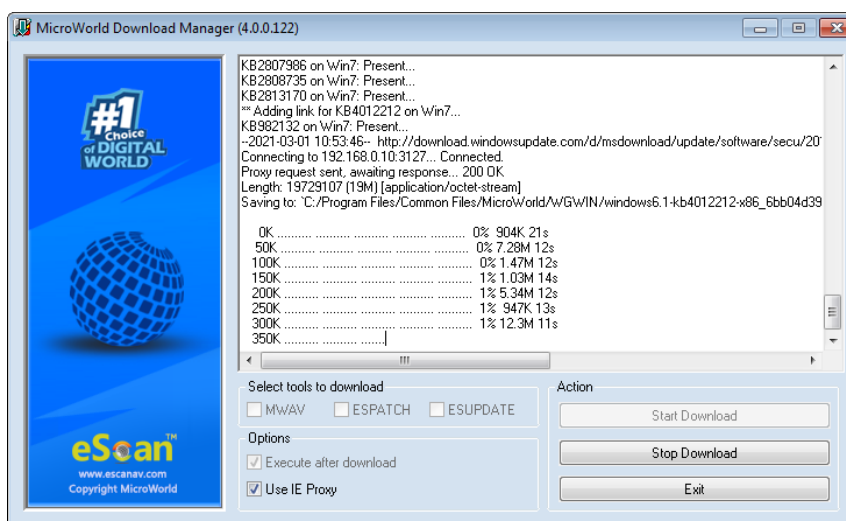 MicroWorld Download Manager (4.0.0.122)
#1
Choice
of DIGITAL
WORLD
eScan™
www.escanav.com
Copyright MicroWorld
KB2807986 on Win7: Present...
KB2808735 on Win7: Present...
KB2813170 on Win7: Present...
** Adding link for KB4012212 on Win7...
KB982132 on Win7: Present...
--2021-03-01 10:53:46-- http://download.windowsupdate.com/d/msdownload/update/software/secu/20
Connecting to 192.168.0.10:3127... Connected.
Proxy request sent, awaiting response... 200 OK
Length: 19729107 (19M) [application/octet-stream]
Saving to: `C:/Program Files/Common Files/MicroWorld/WGWIN/windows6.1-kb4012212-x86_6bb04d39
0K .......... .......... .......... .......... .......... 0% 904K 21s
50K .......... .......... .......... .......... .......... 0% 7.28M 12s
100K .......... .......... .......... .......... .......... 0% 1.47M 12s
150K .......... .......... .......... .......... .......... 1% 1.03M 14s
200K .......... .......... .......... .......... .......... 1% 5.34M 12s
250K .......... .......... .......... .......... .......... 1% 947K 13s
300K .......... .......... .......... .......... .......... 1% 12.3M 11s
350K .......... .......... .......
Select tools to download
MWAV ESPATCH ESUPDATE
Options
Execute after download
Use IE Proxy
Action
Start Download
Stop Download
Exit